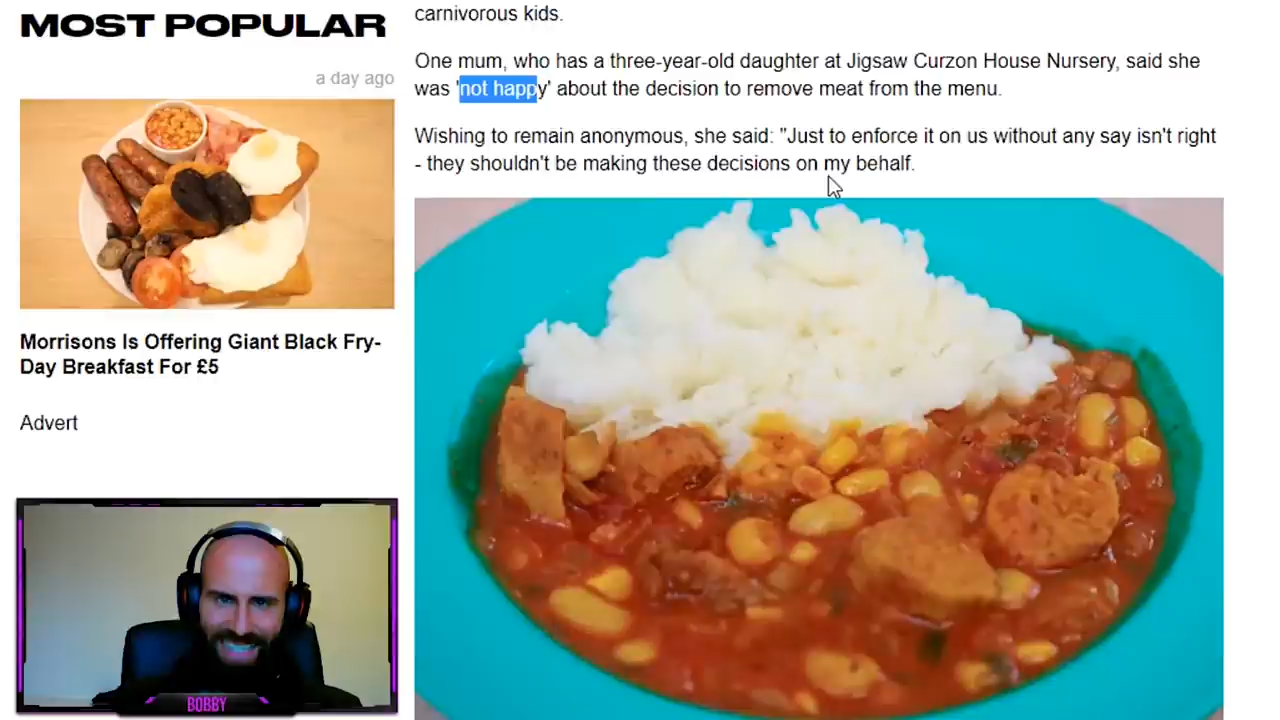 MOST POPULAR
a day ago
Morrisons Is Offering Giant Black Fry-
Day Breakfast For £5
Advert
BOBBY
carnivorous kids.
One mum, who has a three-year-old daughter at Jigsaw Curzon House Nursery, said she
was 'not happy' about the decision to remove meat from the menu.
Wishing to remain anonymous, she said: "Just to enforce it on us without any say isn't right
- they shouldn't be making these decisions on my behalf.